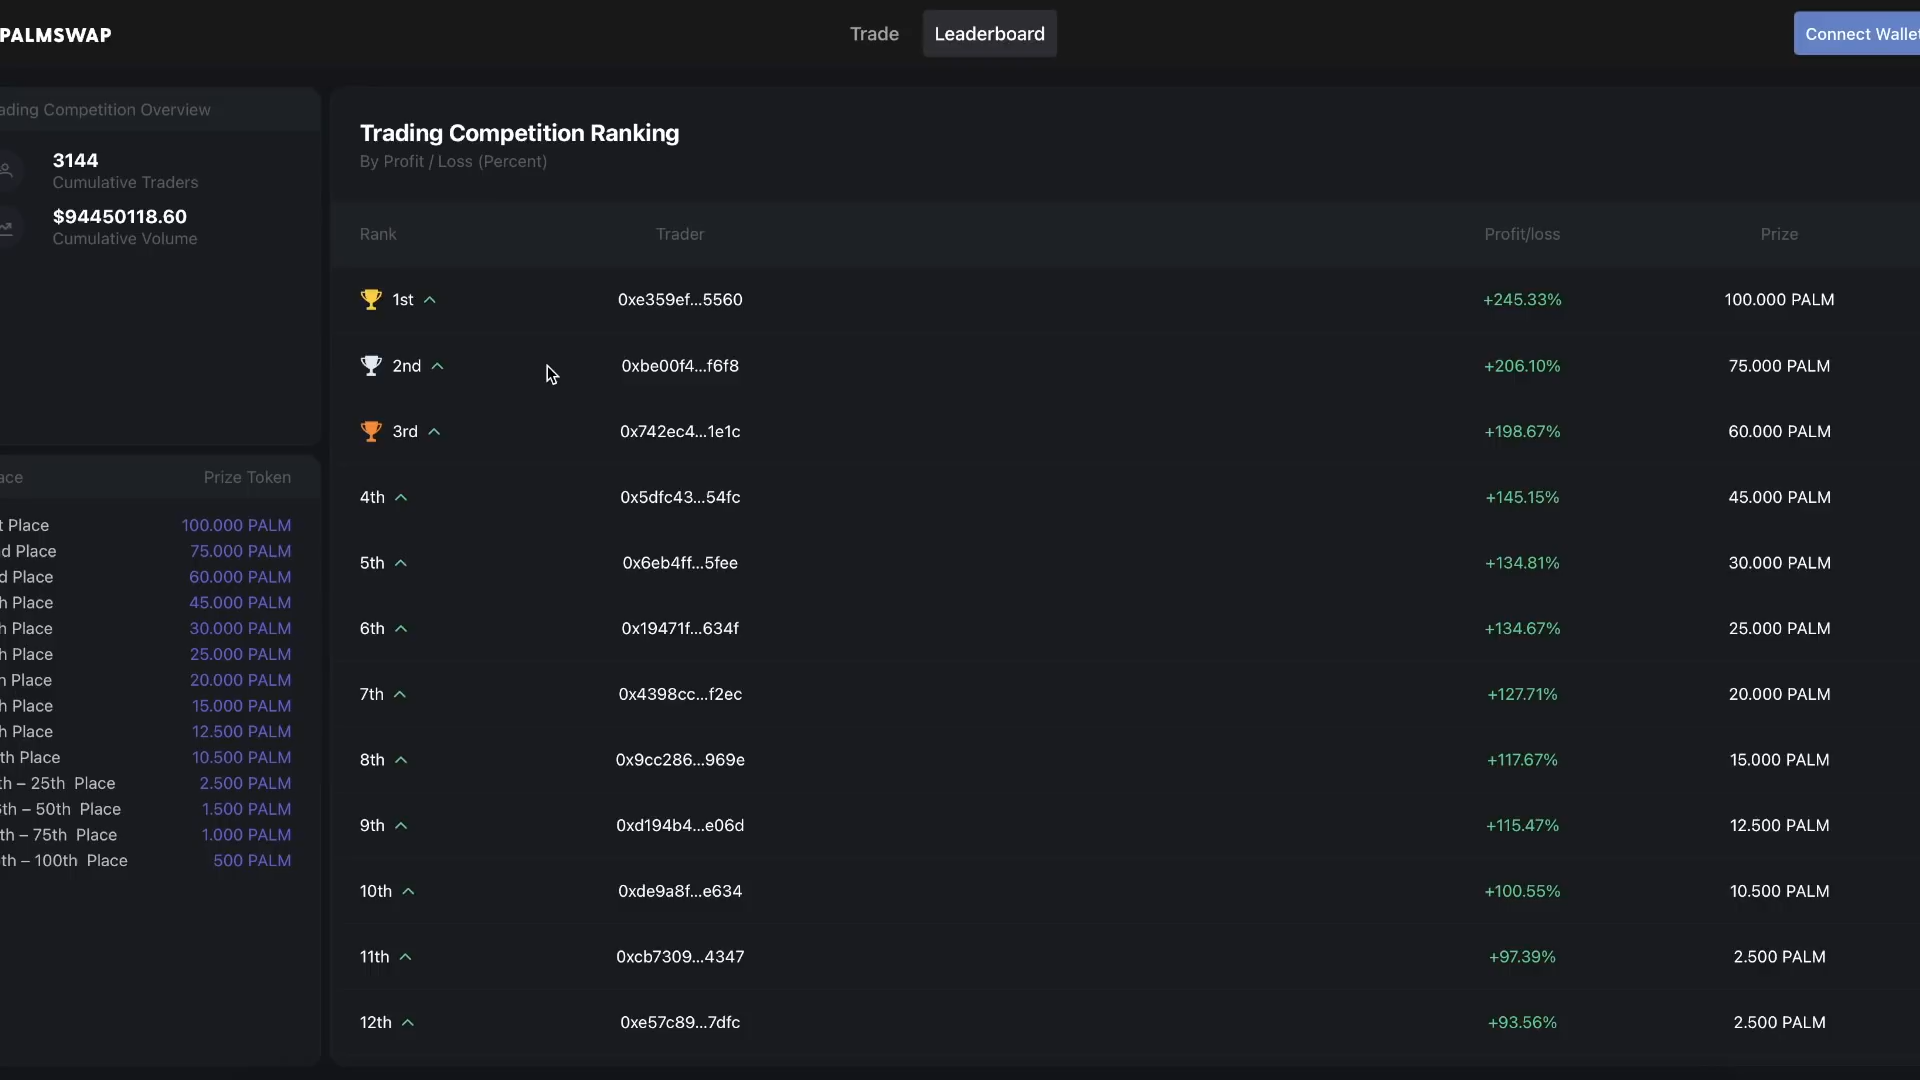 PALMSWAP
Trade
Leaderboard
Connect Wallet
ading Competition Overview
3144
Cumulative Traders
$94450118.60
Cumulative Volume
ace Prize Token
t Place 100.000 PALM
d Place 75.000 PALM
d Place 60.000 PALM
h Place 45.000 PALM
h Place 30.000 PALM
h Place 25.000 PALM
h Place 20.000 PALM
h Place 15.000 PALM
h Place 12.500 PALM
th Place 10.500 PALM
th – 25th Place 2.500 PALM
6th – 50th Place 1.500 PALM
th – 75th Place 1.000 PALM
th – 100th Place 500 PALM
Trading Competition Ranking
By Profit / Loss (Percent)
Rank Trader Profit/loss Prize
1st 0xe359ef...5560 +245.33% 100.000 PALM
2nd 0xbe00f4...f6f8 +206.10% 75.000 PALM
3rd 0x742ec4...1e1c +198.67% 60.000 PALM
4th 0x5dfc43...54fc +145.15% 45.000 PALM
5th 0x6eb4ff...5fee +134.81% 30.000 PALM
6th 0x19471f...634f +134.67% 25.000 PALM
7th 0x4398cc...f2ec +127.71% 20.000 PALM
8th 0x9cc286...969e +117.67% 15.000 PALM
9th 0xd194b4...e06d +115.47% 12.500 PALM
10th 0xde9a8f...e634 +100.55% 10.500 PALM
11th 0xcb7309...4347 +97.39% 2.500 PALM
12th 0xe57c89...7dfc +93.56% 2.500 PALM